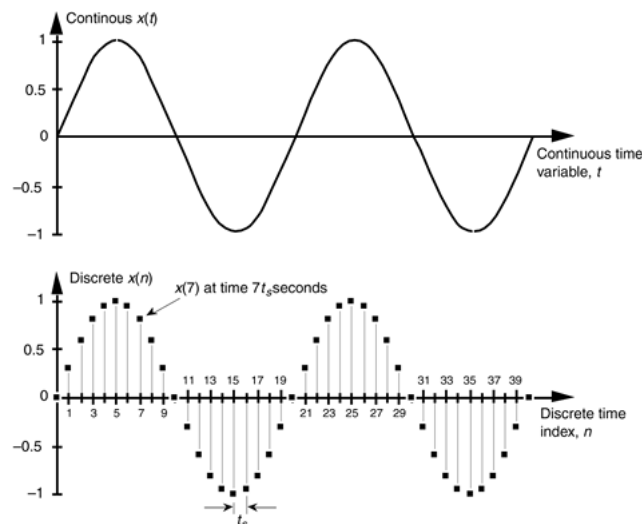 Continous x(t)
1
0.5
0
−0.5
−1
Continuous time
variable, t
Discrete x(n)
x(7) at time 7ts seconds
1
0.5
0
−0.5
−1
11 13 15 17 19
31 33 35 37 39
1 3 5 7 9
21 23 25 27 29
Discrete time
index, n
ts